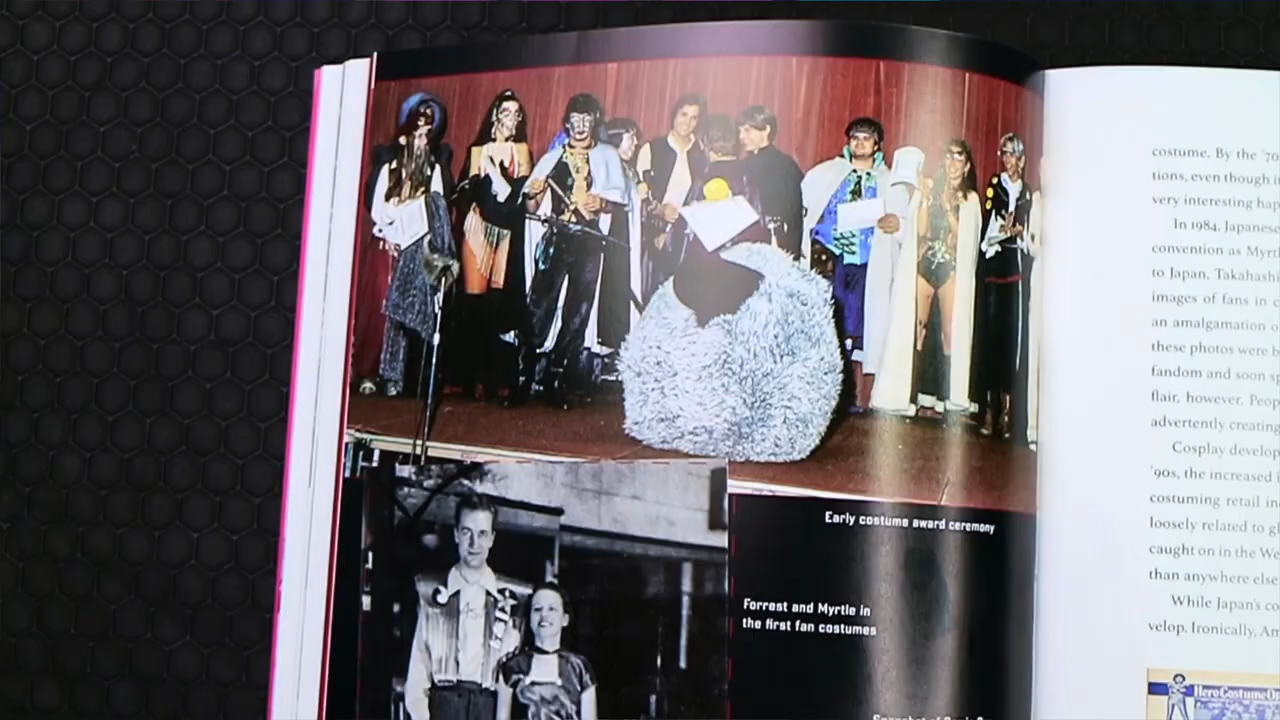 Early costume award ceremony
Forrest and Myrtle in
the first fan costumes
costume. By the '70
tions, even though i
very interesting hap
In 1984, Japanese
convention as Myrt
to Japan, Takahashi
images of fans in c
an amalgamation o
these photos were b
fandom and soon sp
flair, however. Peop
advertently creating
Cosplay develop
'90s, the increased
costuming retail in
loosely related to g
caught on in the We
than anywhere else
While Japan's co
velop. Ironically, Am
Hero Costume Or